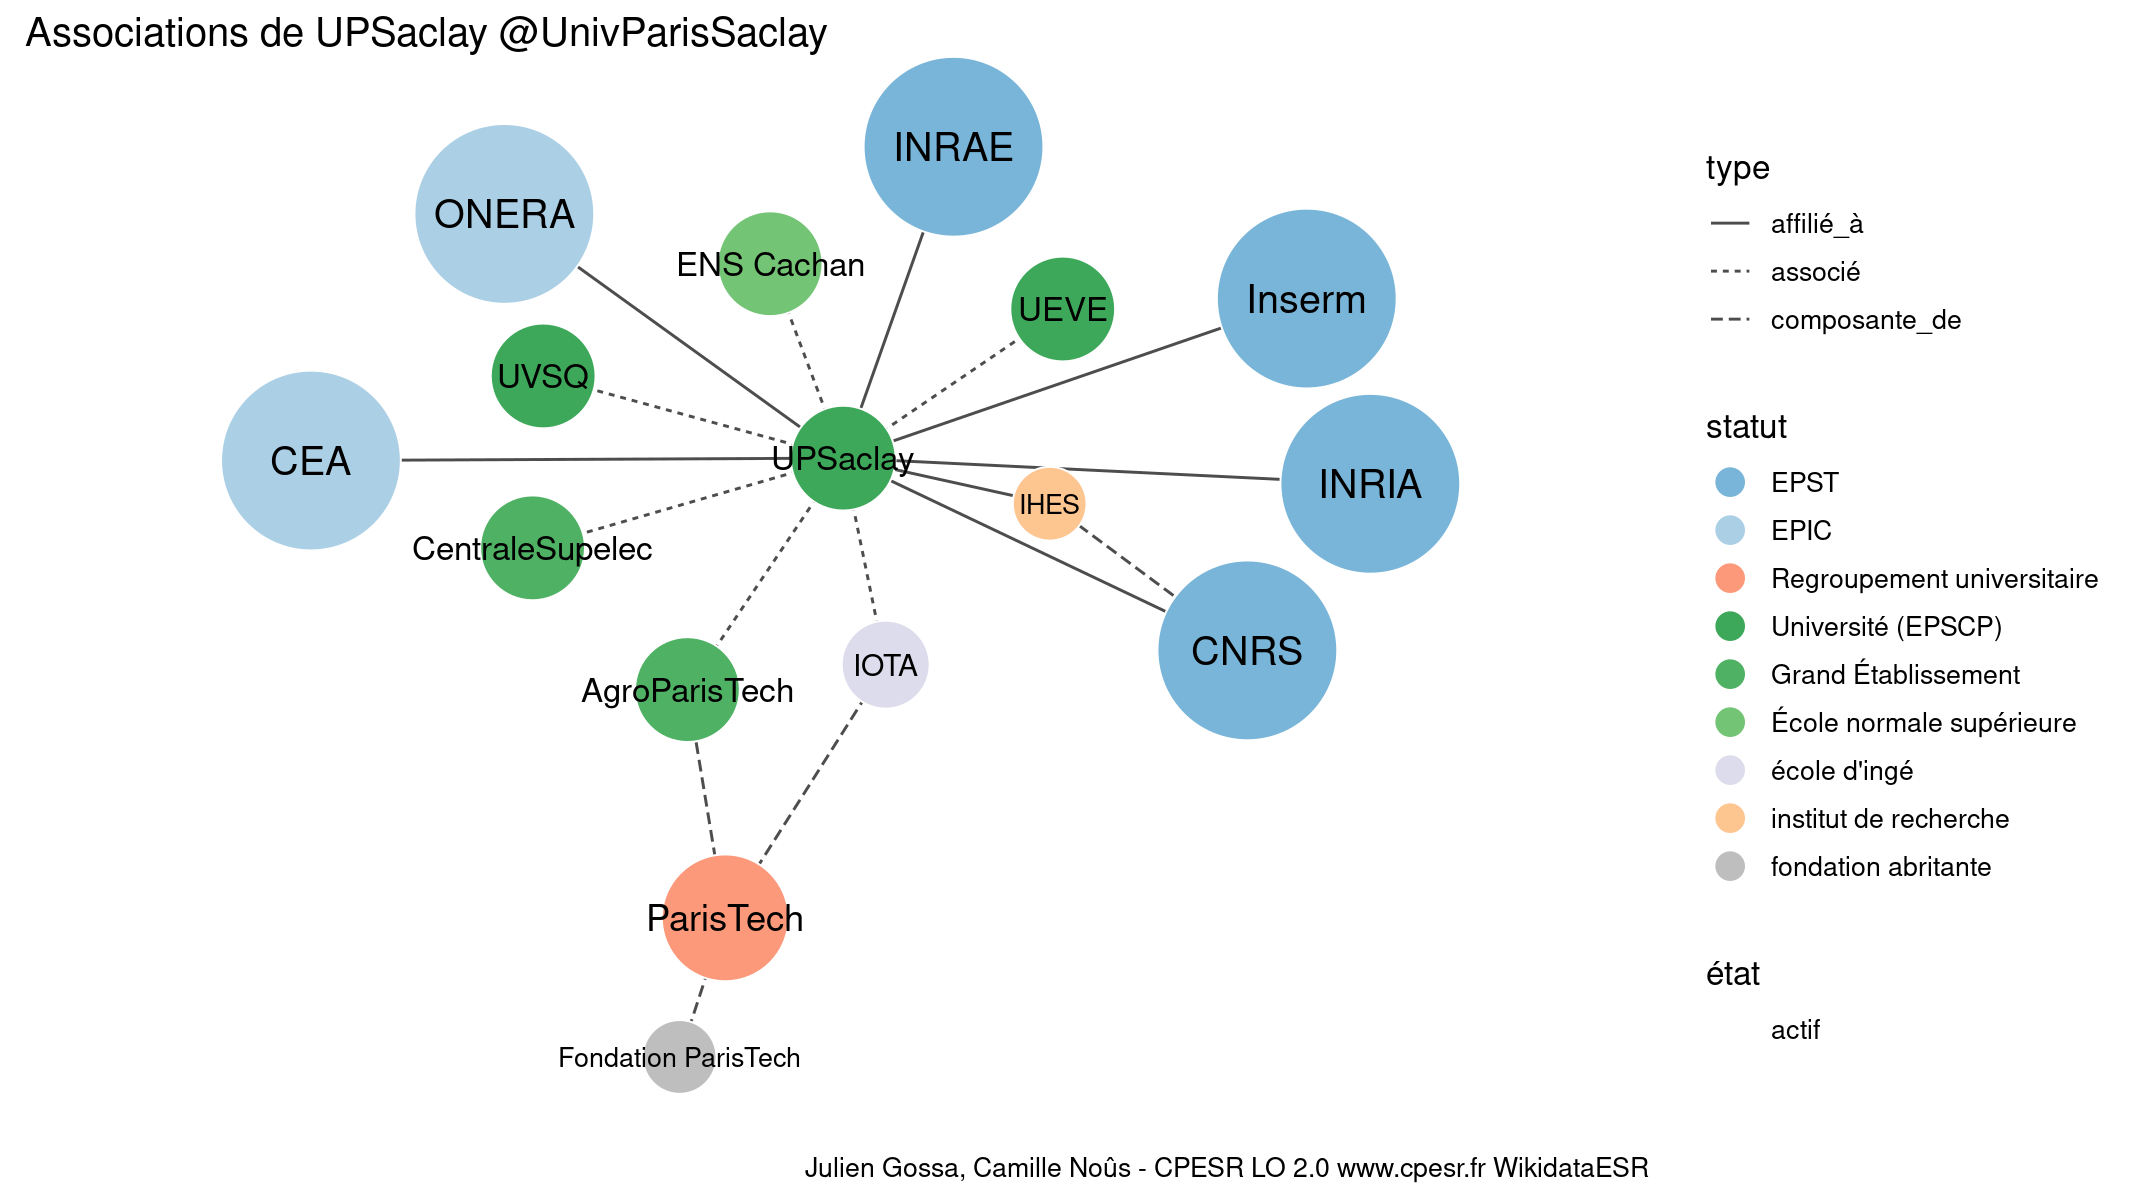 Associations de UPSaclay @UnivParisSaclay
INRAE
ONERA
ENS Cachan
UEVE
Inserm
UVSQ
CEA
UPSaclay
INRIA
IHES
CentraleSupelec
CNRS
IOTA
AgroParisTech
ParisTech
Fondation ParisTech
type
affilié_à
associé
composante_de
statut
EPST
EPIC
Regroupement universitaire
Université (EPSCP)
Grand Établissement
École normale supérieure
école d'ingé
institut de recherche
fondation abritante
état
actif
Julien Gossa, Camille Noûs - CPESR LO 2.0 www.cpesr.fr WikidataESR